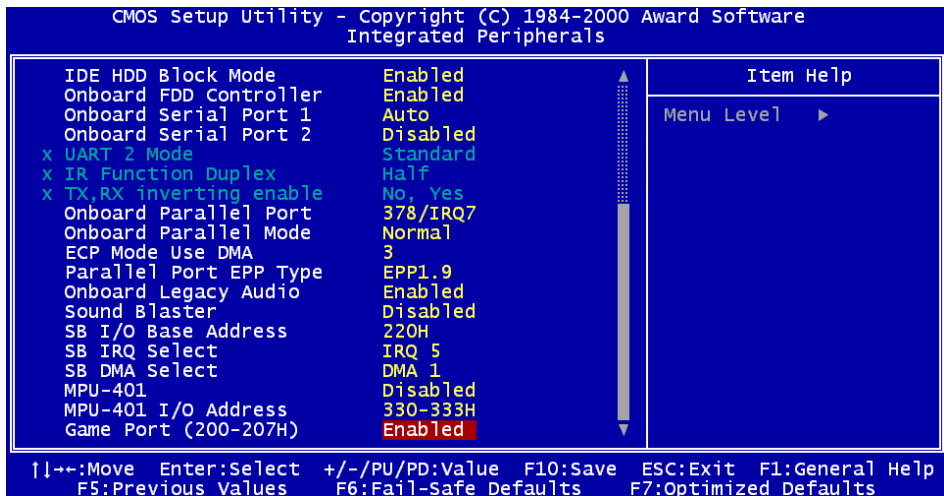 CMOS Setup Utility - Copyright (C) 1984-2000 Award Software
Integrated Peripherals
IDE HDD Block Mode Enabled
Onboard FDD Controller Enabled
Onboard Serial Port 1 Auto
Onboard Serial Port 2 Disabled
x UART 2 Mode Standard
x IR Function Duplex Half
x TX,RX inverting enable No, Yes
Onboard Parallel Port 378/IRQ7
Onboard Parallel Mode Normal
ECP Mode Use DMA 3
Parallel Port EPP Type EPP1.9
Onboard Legacy Audio Enabled
Sound Blaster Disabled
SB I/O Base Address 220H
SB IRQ Select IRQ 5
SB DMA Select DMA 1
MPU-401 Disabled
MPU-401 I/O Address 330-333H
Game Port (200-207H) Enabled
Item Help
Menu Level ▶
↑↓→←:Move Enter:Select +/-/PU/PD:Value F10:Save ESC:Exit F1:General Help
F5:Previous Values F6:Fail-Safe Defaults F7:Optimized Defaults